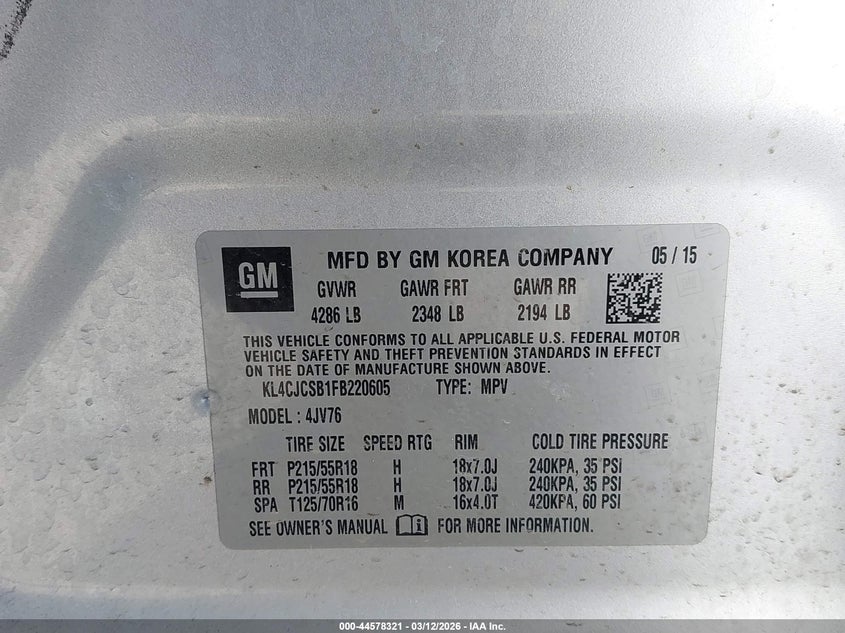 GM
MFD BY GM KOREA COMPANY 05 / 15
GVWR GAWR FRT GAWR RR
4286 LB 2348 LB 2194 LB
THIS VEHICLE CONFORMS TO ALL APPLICABLE U.S. FEDERAL MOTOR
VEHICLE SAFETY AND THEFT PREVENTION STANDARDS IN EFFECT
ON THE DATE OF MANUFACTURE SHOWN ABOVE.
KL4CJCSB1FB220605 TYPE: MPV
MODEL : 4JV76
TIRE SIZE SPEED RTG RIM COLD TIRE PRESSURE
FRT P215/55R18 H 18x7.0J 240KPA, 35 PSI
RR P215/55R18 H 18x7.0J 240KPA, 35 PSI
SPA T125/70R16 M 16x4.0T 420KPA, 60 PSI
SEE OWNER'S MANUAL FOR MORE INFORMATION.
000-44578321 - 03/12/2026 - IAA Inc.